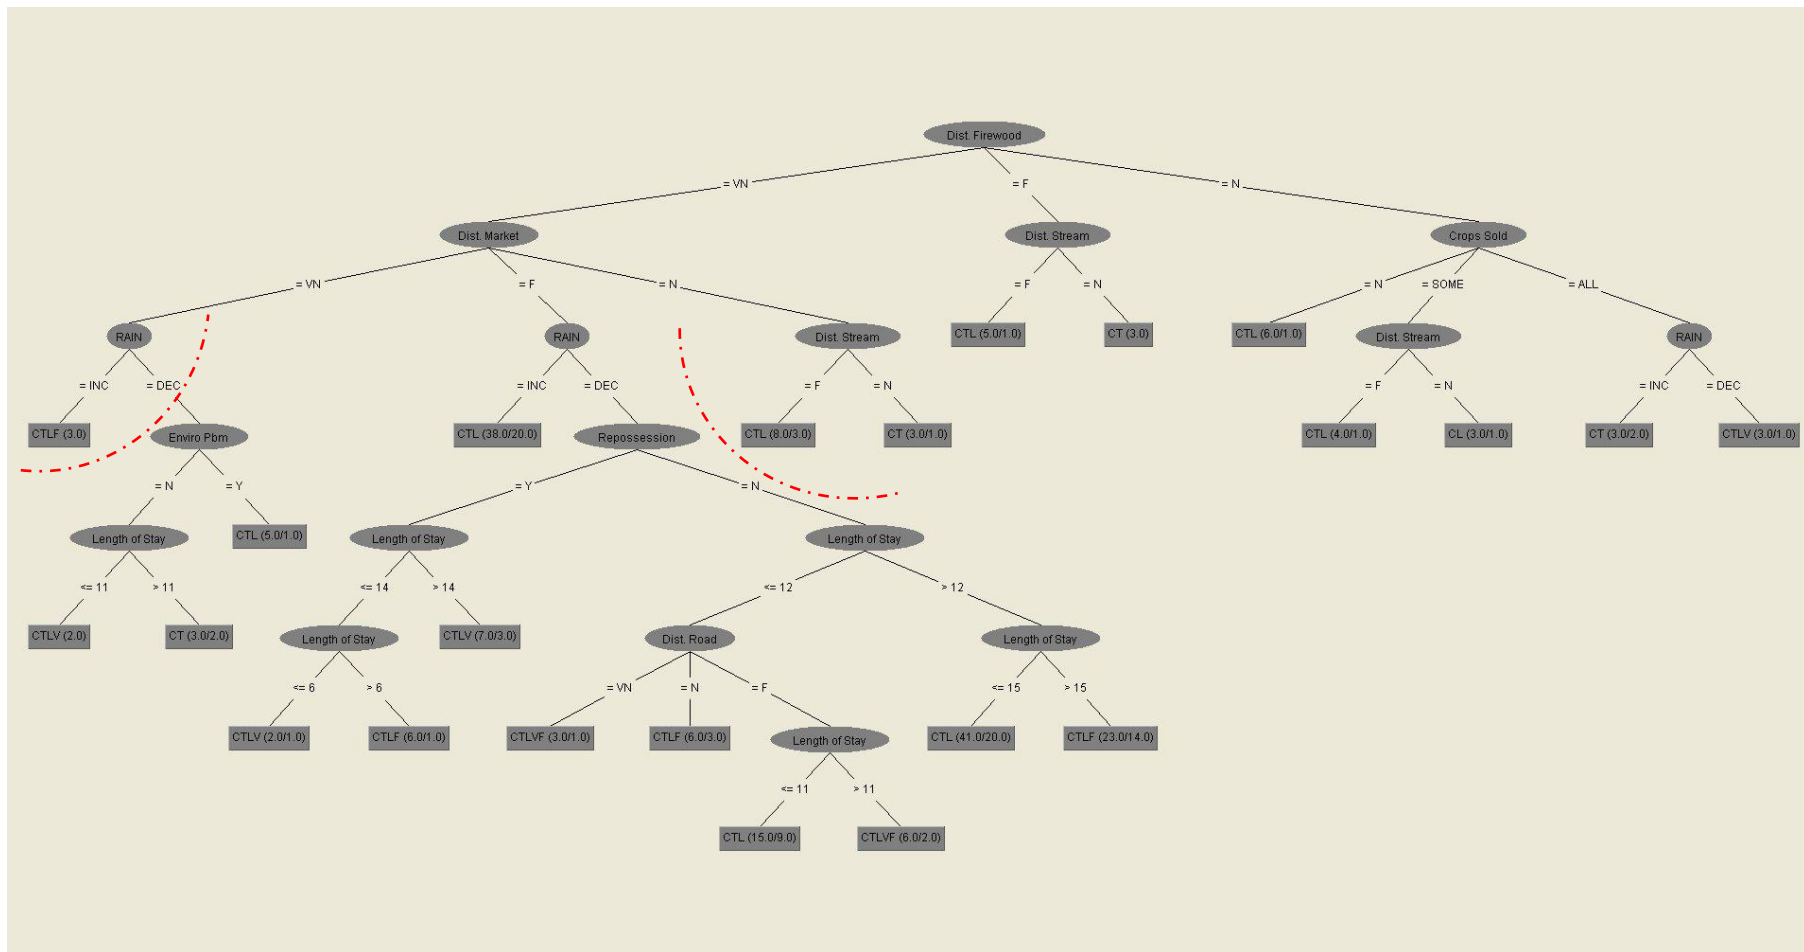 Dist. Firewood
= VN
= F
= N
Dist. Market
Dist. Stream
Crops Sold
= VN
= F
= N
= F
= N
= N
= SOME
= ALL
RAIN
RAIN
Dist. Stream
CTL (5.0/1.0)
CT (3.0)
CTL (6.0/1.0)
Dist. Stream
RAIN
= INC
= DEC
= INC
= DEC
= F
= N
= F
= N
= INC
= DEC
CTLF (3.0)
Enviro Pbm
CTL (38.0/20.0)
Repossession
CTL (8.0/3.0)
CT (3.0/1.0)
CTL (4.0/1.0)
CL (3.0/1.0)
CT (3.0/2.0)
CTLV (3.0/1.0)
= N
= Y
= Y
= N
Length of Stay
CTL (5.0/1.0)
Length of Stay
Length of Stay
<= 11
> 11
<= 14
> 14
<= 12
> 12
CTLV (2.0)
CT (3.0/2.0)
Length of Stay
CTLV (7.0/3.0)
Dist. Road
Length of Stay
<= 6
> 6
= VN
= N
= F
<= 15
> 15
CTLV (2.0/1.0)
CTLF (6.0/1.0)
CTLVF (3.0/1.0)
CTLF (6.0/3.0)
Length of Stay
CTL (41.0/20.0)
CTLF (23.0/14.0)
<= 11
> 11
CTL (15.0/9.0)
CTLVF (6.0/2.0)